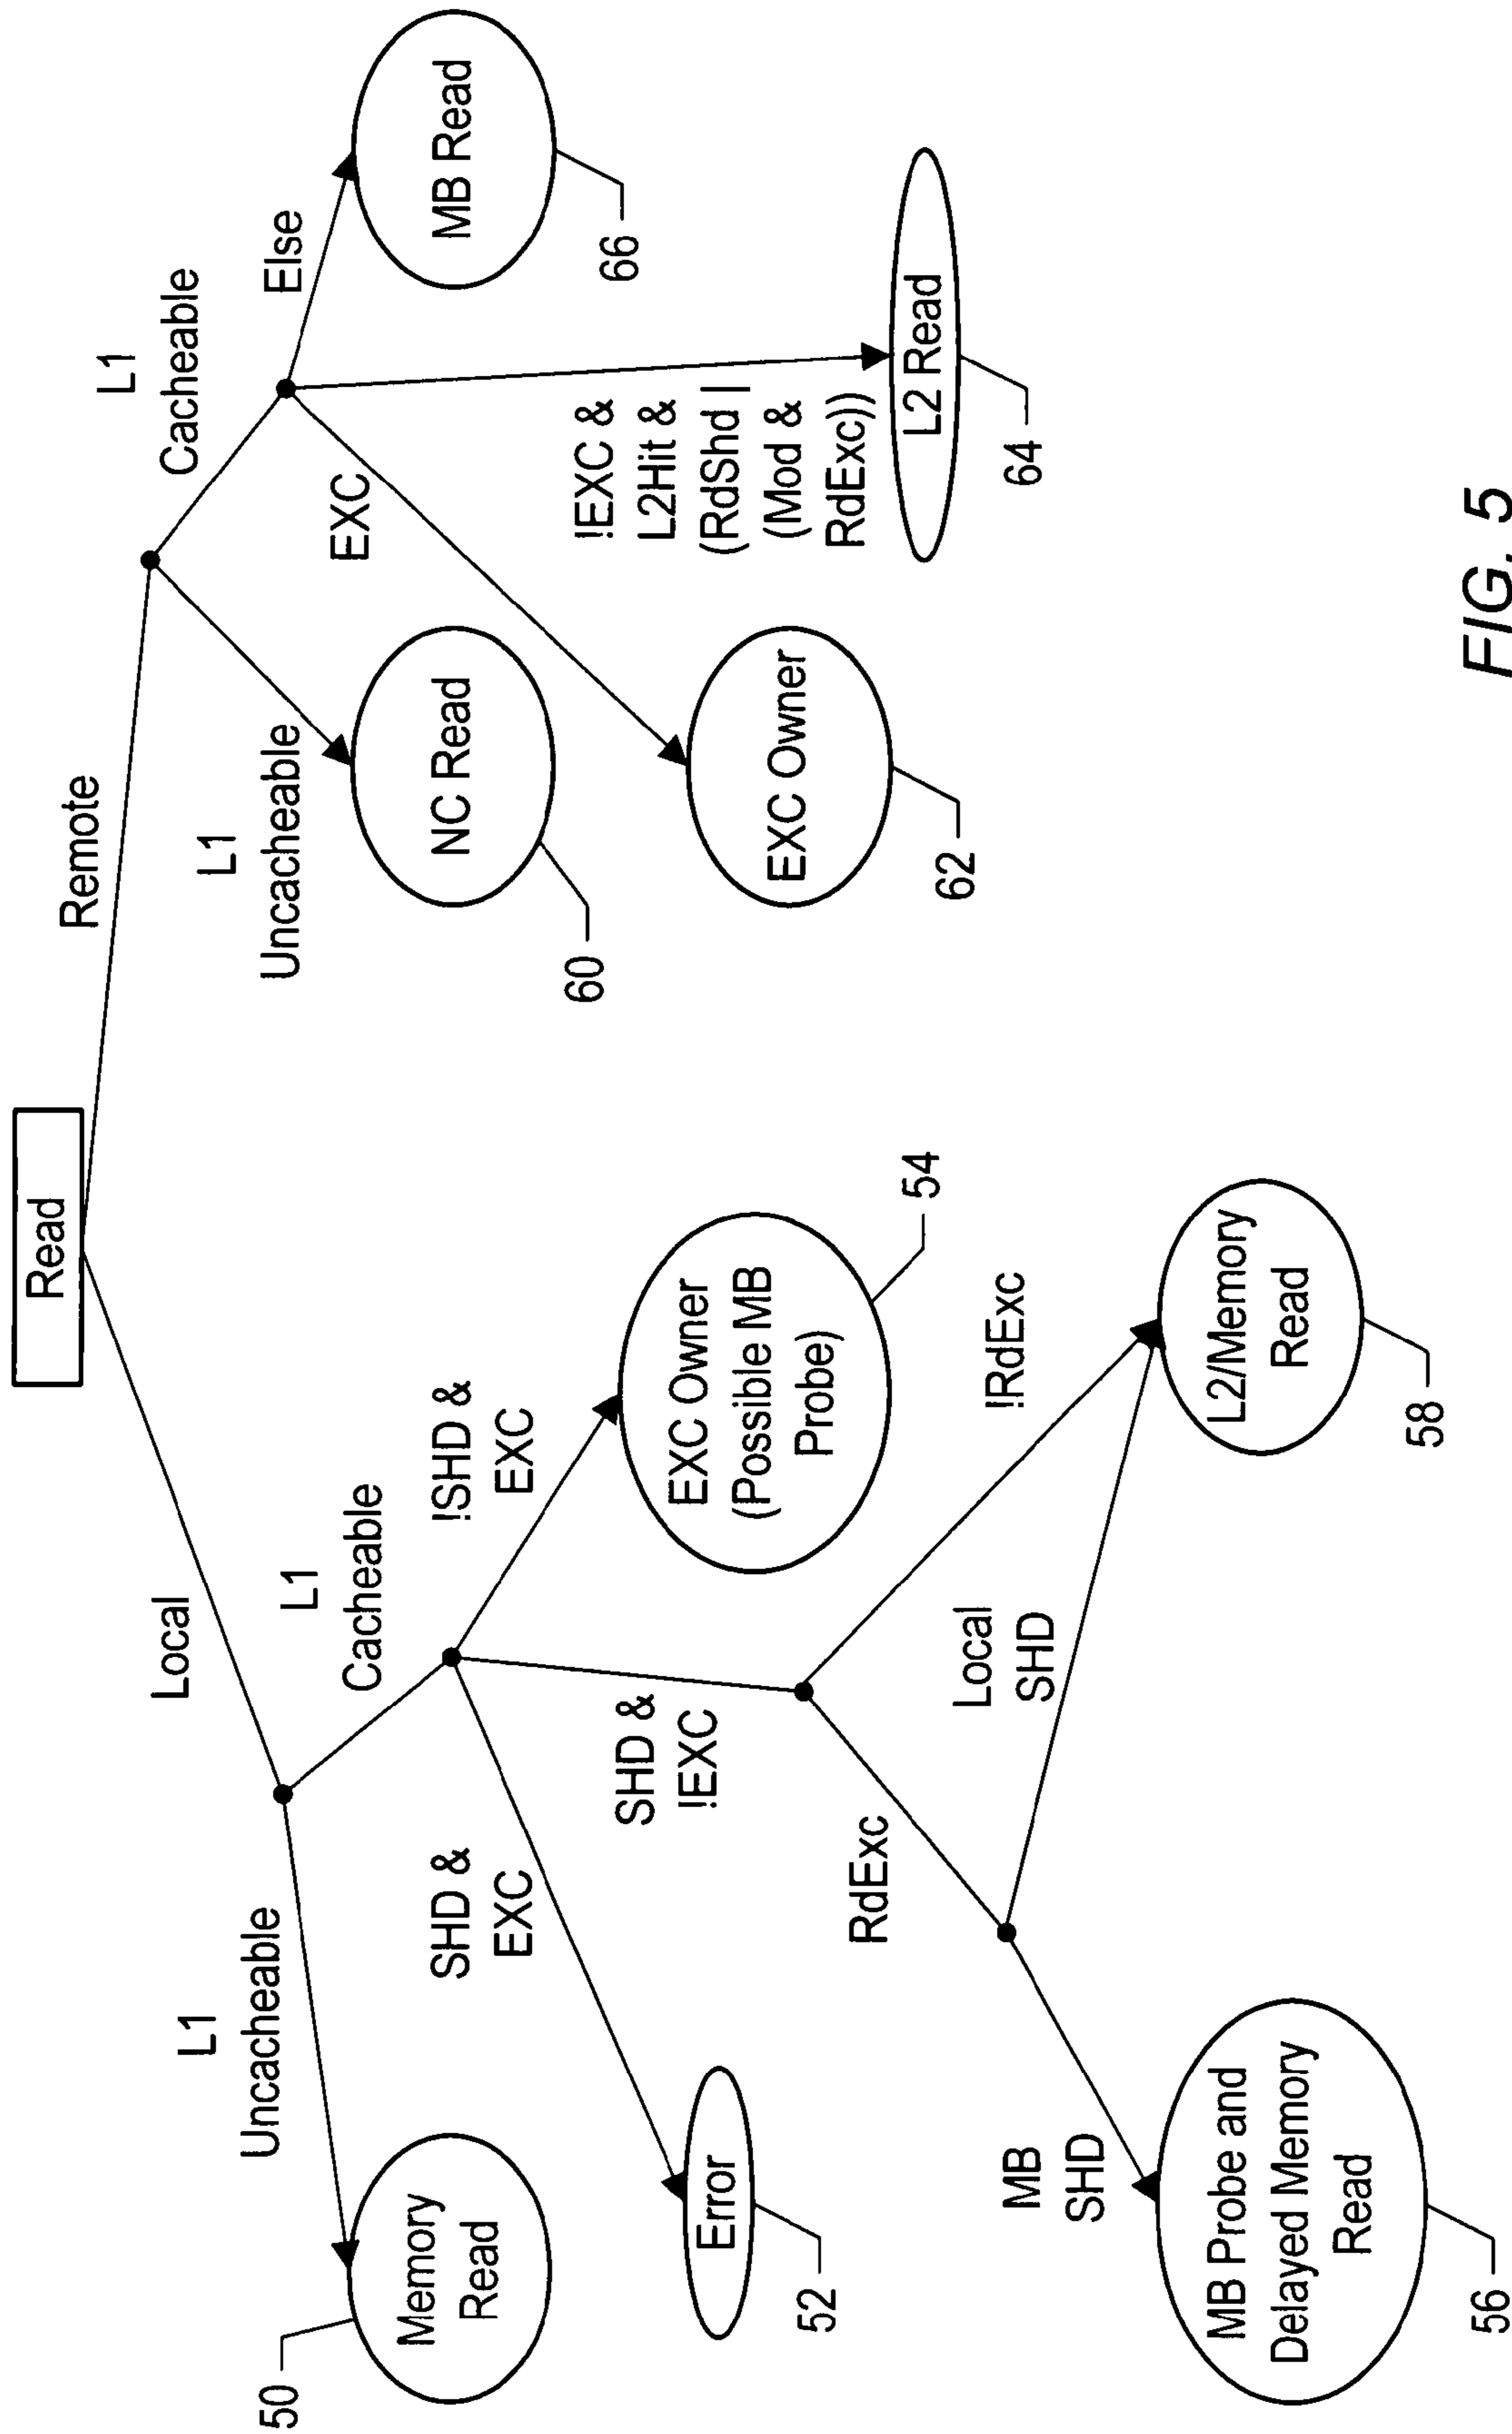 Read
Local
Remote
L1
Uncacheable
L1
Cacheable
Memory
Read
50
SHD &
EXC
!SHD &
EXC
Error
52
SHD &
!EXC
EXC Owner
(Possible MB
Probe)
54
RdExc
!RdExc
MB
SHD
Local
SHD
MB Probe and
Delayed Memory
Read
56
L2/Memory
Read
58
L1
Uncacheable
L1
Cacheable
NC Read
60
EXC
Else
EXC Owner
62
!EXC &
L2Hit &
(RdShd |
(Mod &
RdExc))
L2 Read
64
MB Read
66
FIG. 5